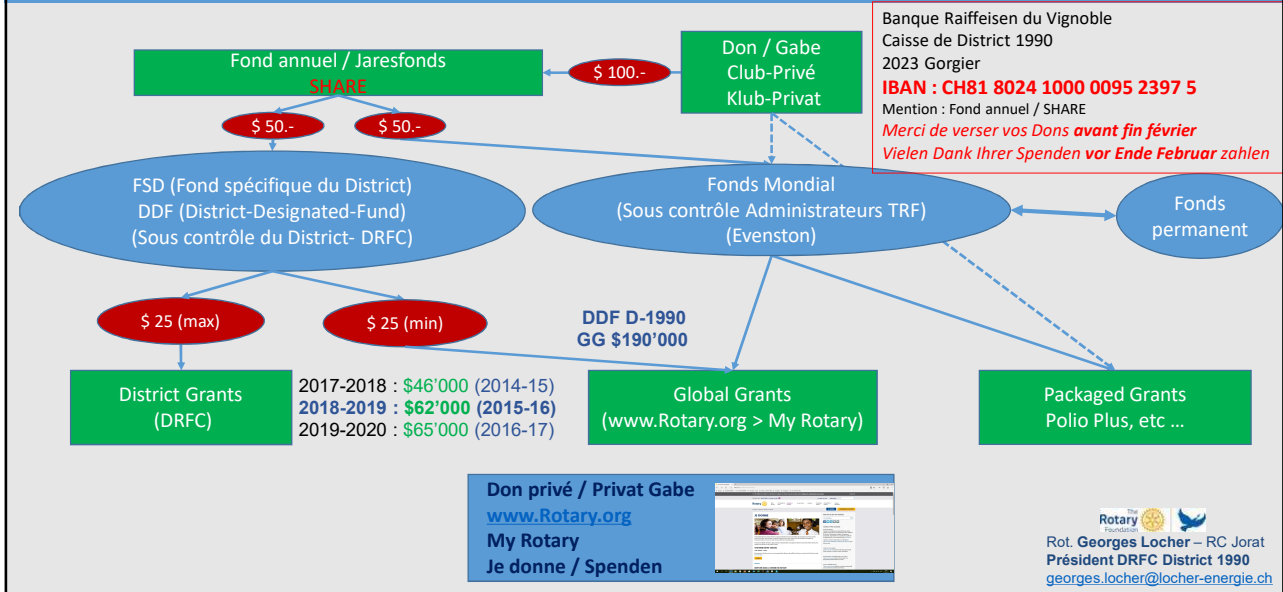 Banque Raiffeisen du Vignoble
Caisse de District 1990
2023 Gorgier
IBAN : CH81 8024 1000 0095 2397 5
Mention : Fond annuel / SHARE
Merci de verser vos Dons avant fin février
Vielen Dank Ihrer Spenden vor Ende Februar zahlen
Fond annuel / Jaresfonds
SHARE
$ 100.-
Don / Gabe
Club-Privé
Klub-Privat
$ 50.-
$ 50.-
FSD (Fond spécifique du District)
DDF (District-Designated-Fund)
(Sous contrôle du District- DRFC)
Fonds Mondial
(Sous contrôle Administrateurs TRF)
(Evenston)
Fonds
permanent
$ 25 (max)
$ 25 (min)
DDF D-1990
GG $190'000
District Grants
(DRFC)
2017-2018 : $46'000 (2014-15)
2018-2019 : $62'000 (2015-16)
2019-2020 : $65'000 (2016-17)
Global Grants
(www.Rotary.org > My Rotary)
Packaged Grants
Polio Plus, etc ...
Don privé / Privat Gabe
www.Rotary.org
My Rotary
Je donne / Spenden
The
Rotary
Foundation
Rot. Georges Locher – RC Jorat
Président DRFC District 1990
georges.locher@locher-energie.ch